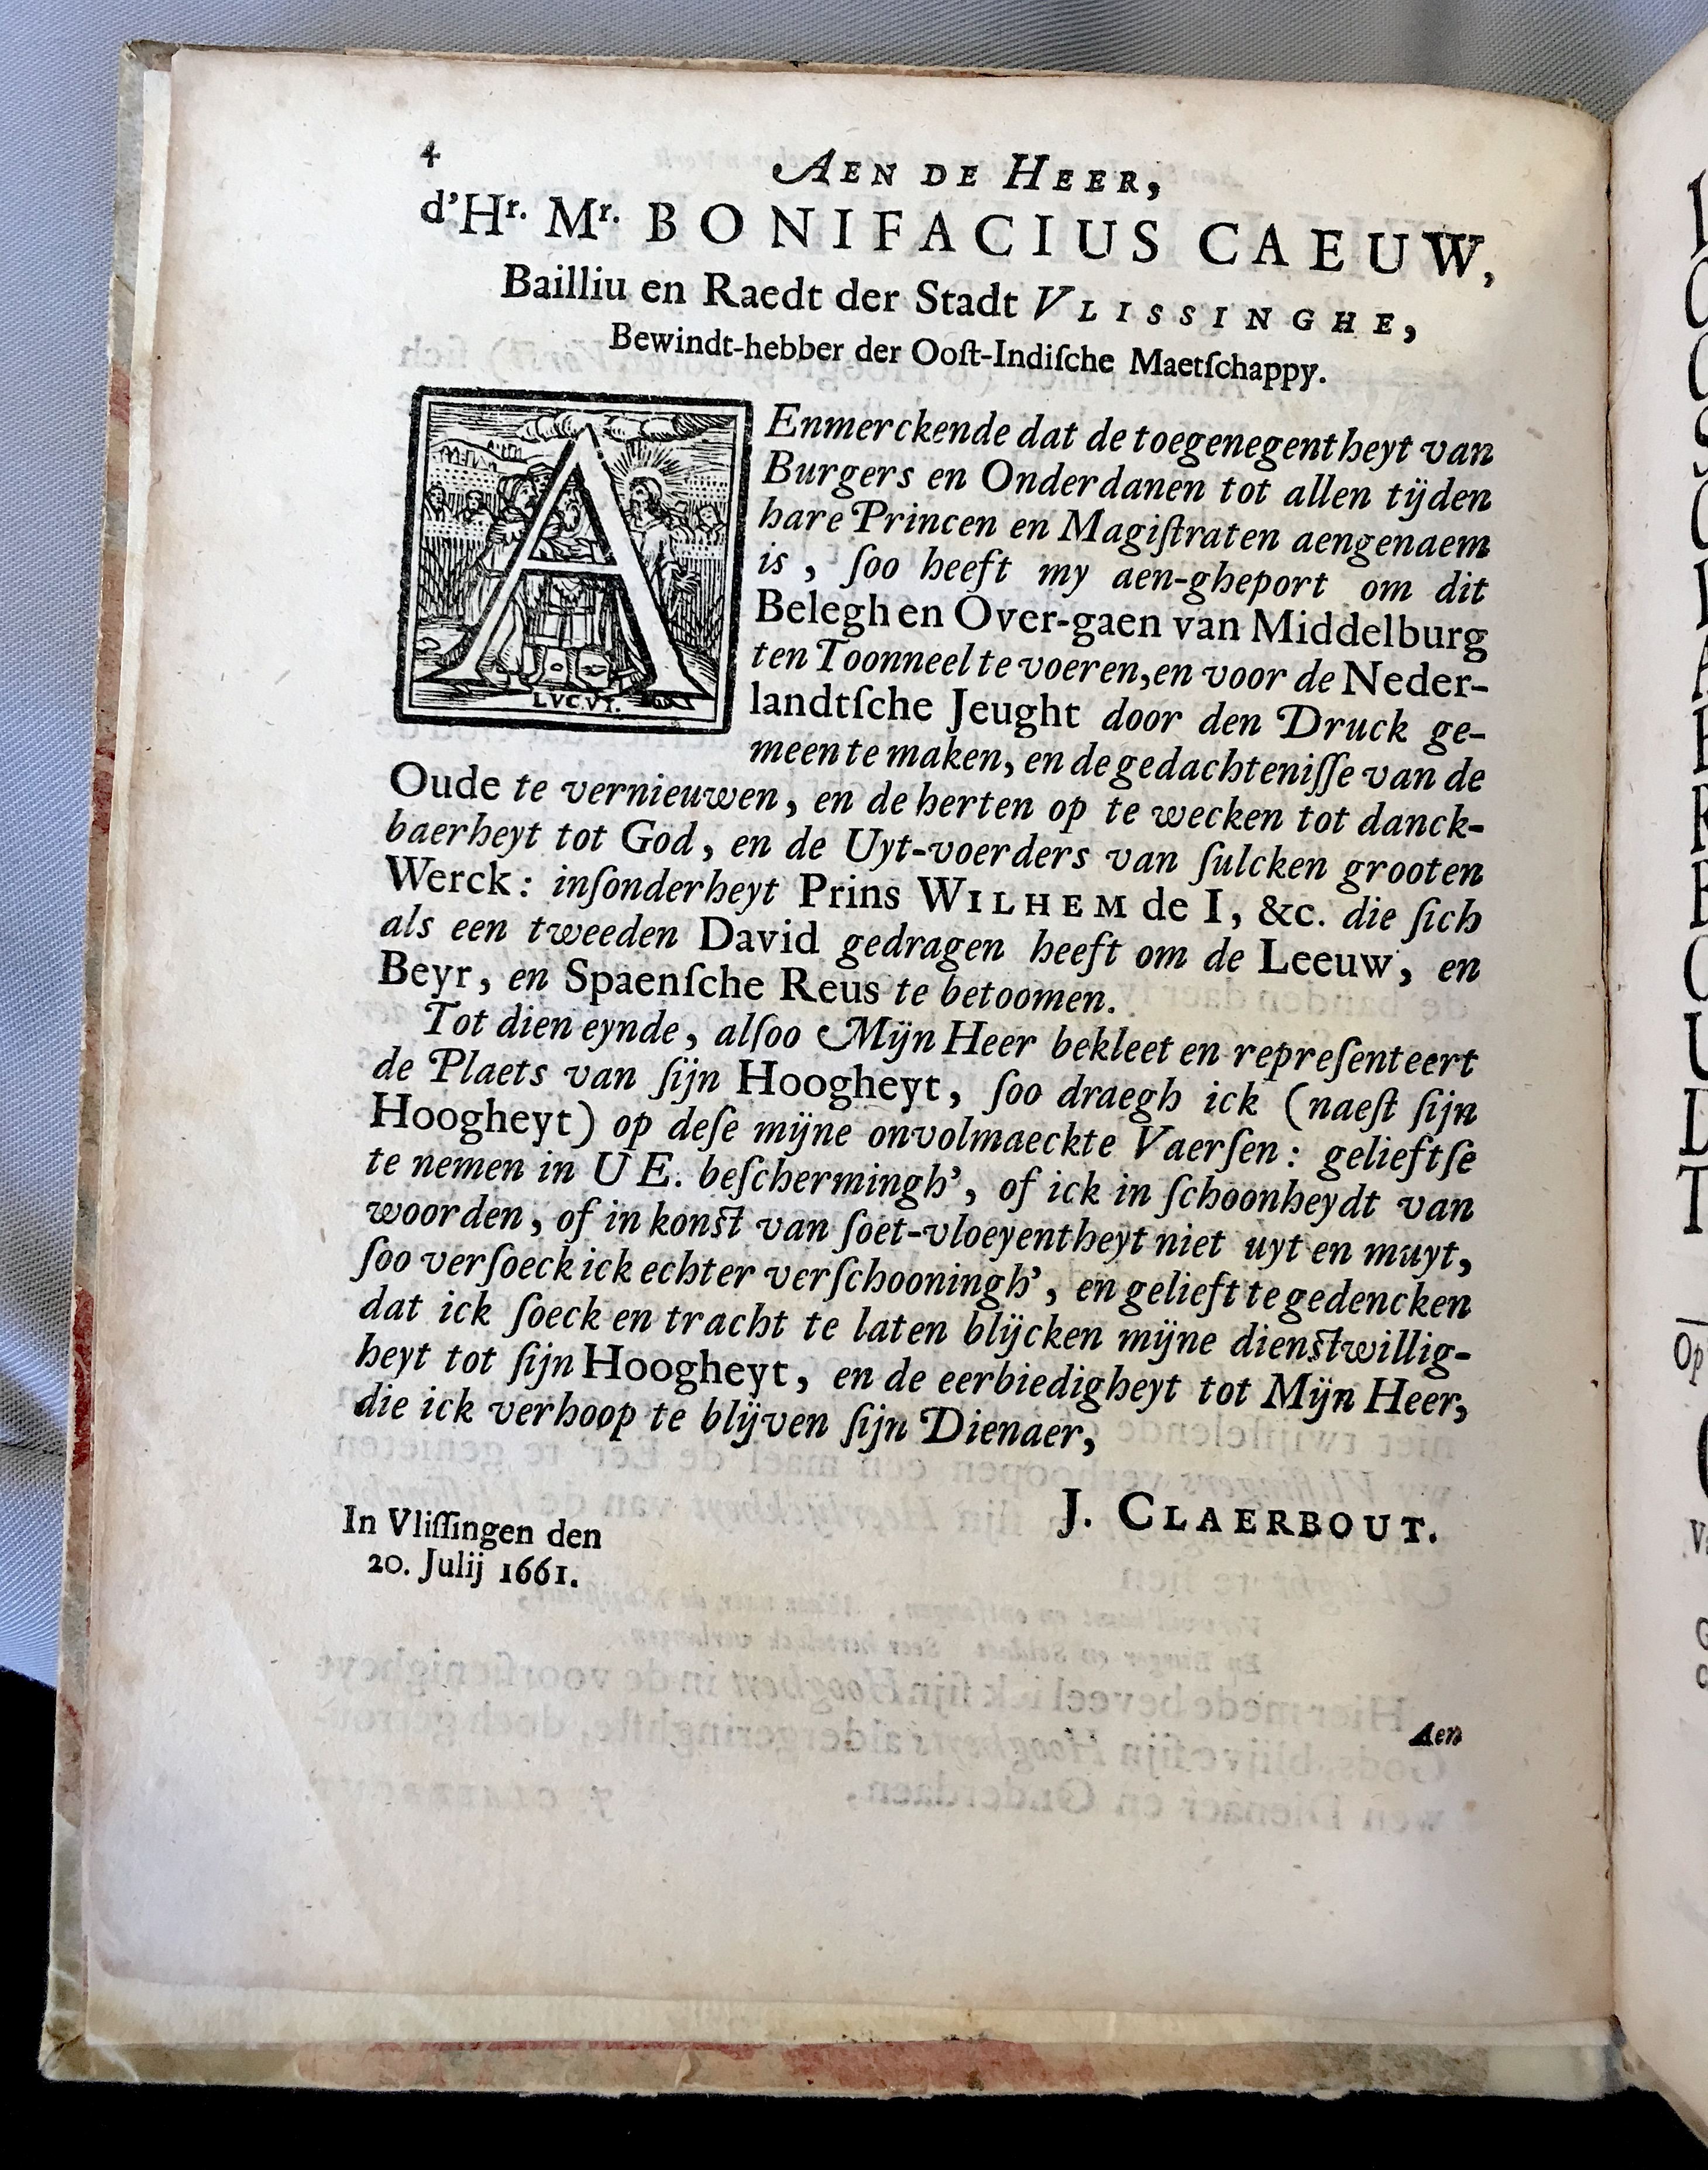 4
AEN DE HEER,
d'Hr. Mr. BONIFACIUS CAEUW,
Bailliu en Raedt der Stadt VLISSINGHE,
Bewindt-hebber der Ooſt-Indiſche Maetſchappy.
AEnmerckende dat de toegenegentheyt van
Burgers en Onderdanen tot allen tijden
hare Princen en Magiſtraten aengenaem
is, ſoo heeft my aen-gheport om dit
Belegh en Over-gaen van Middelburg
ten Toonneel te voeren, en voor de Neder-
landtſche Jeught door den Druck ge-
meen te maken, en de gedachteniſſe van de
LVC. VI.
Oude te vernieuwen, en de herten op te wecken tot danck-
baerheyt tot God, en de Uyt-voerders van ſulcken grooten
Werck: inſonderheyt Prins WILHEM de I, &c. die ſich
als een tweeden David gedragen heeft om de Leeuw, en
Beyr, en Spaenſche Reus te betoomen.
Tot dien eynde, alſoo Mijn Heer bekleet en repreſenteert
de Plaets van ſijn Hoogheyt, ſoo draegh ick (naeſt ſijn
Hoogheyt) op deſe mijne onvolmaeckte Vaerſen: gelieftſe
te nemen in U E. beſchermingh', of ick in ſchoonheydt van
woorden, of in konſt van ſoet-vloeyentheyt niet uyt en muyt,
ſoo verſoeck ick echter verſchooningh', en gelieft te gedencken
dat ick ſoeck en tracht te laten blijcken mijne dienſtwillig-
heyt tot ſijn Hoogheyt, en de eerbiedigheyt tot Mijn Heer,
die ick verhoop te blijven ſijn Dienaer,
J. CLAERBOUT.
In Vliſſingen den
20. Julij 1661.
Aen